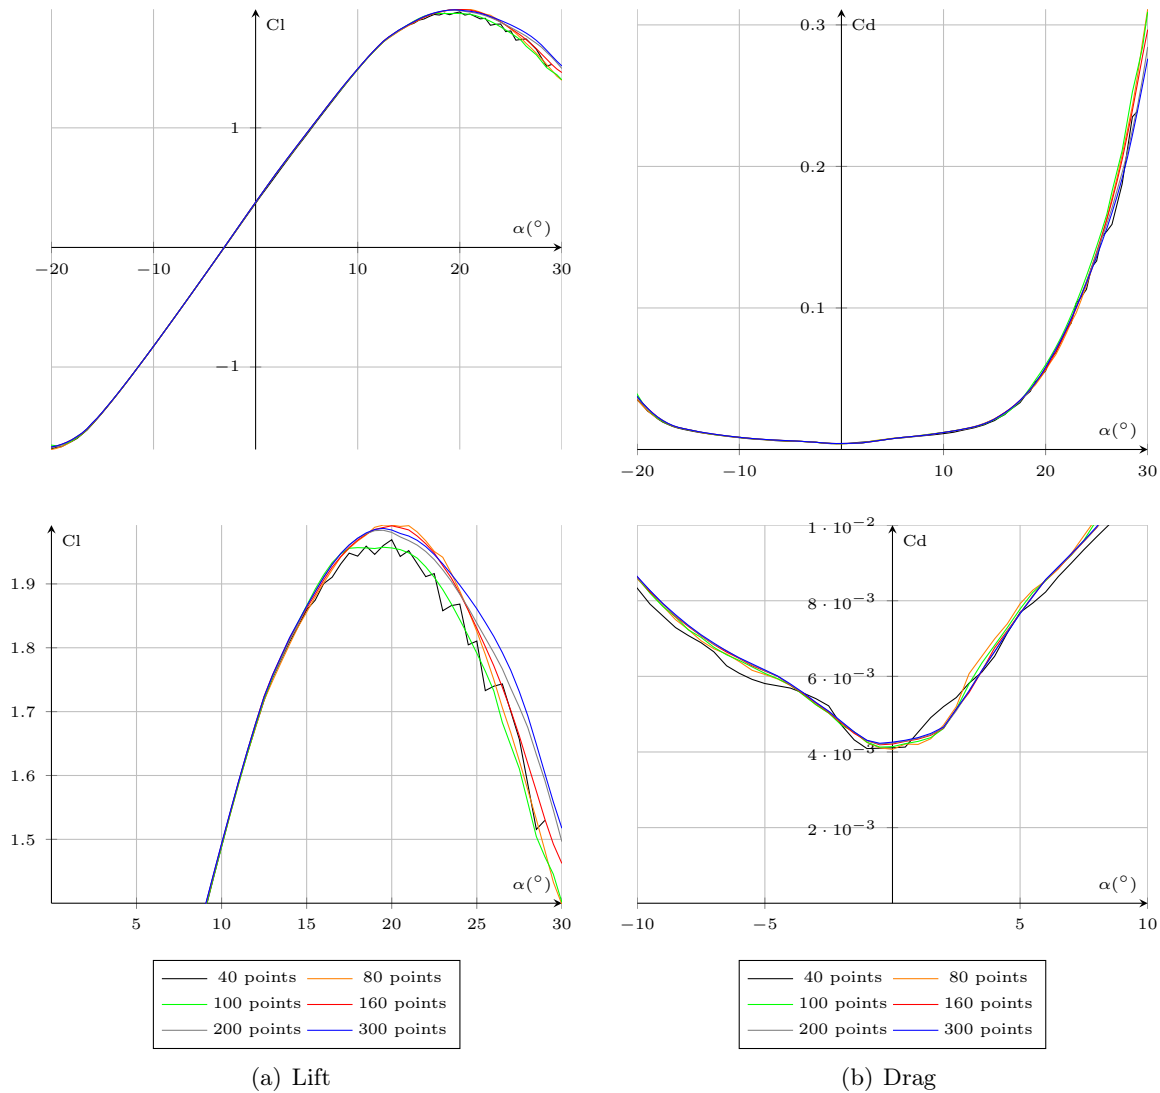 Cl
1
α(°)
−20 −10 10 20 30
−1
Cd
0.3
0.2
0.1
α(°)
−20 −10 10 20 30
Cl
1.9
1.8
1.7
1.6
1.5
α(°)
5 10 15 20 25 30
1 · 10⁻²
Cd
8 · 10⁻³
6 · 10⁻³
4 · 10⁻³
2 · 10⁻³
α(°)
−10 −5 5 10
40 points 80 points
100 points 160 points
200 points 300 points
40 points 80 points
100 points 160 points
200 points 300 points
(a) Lift
(b) Drag